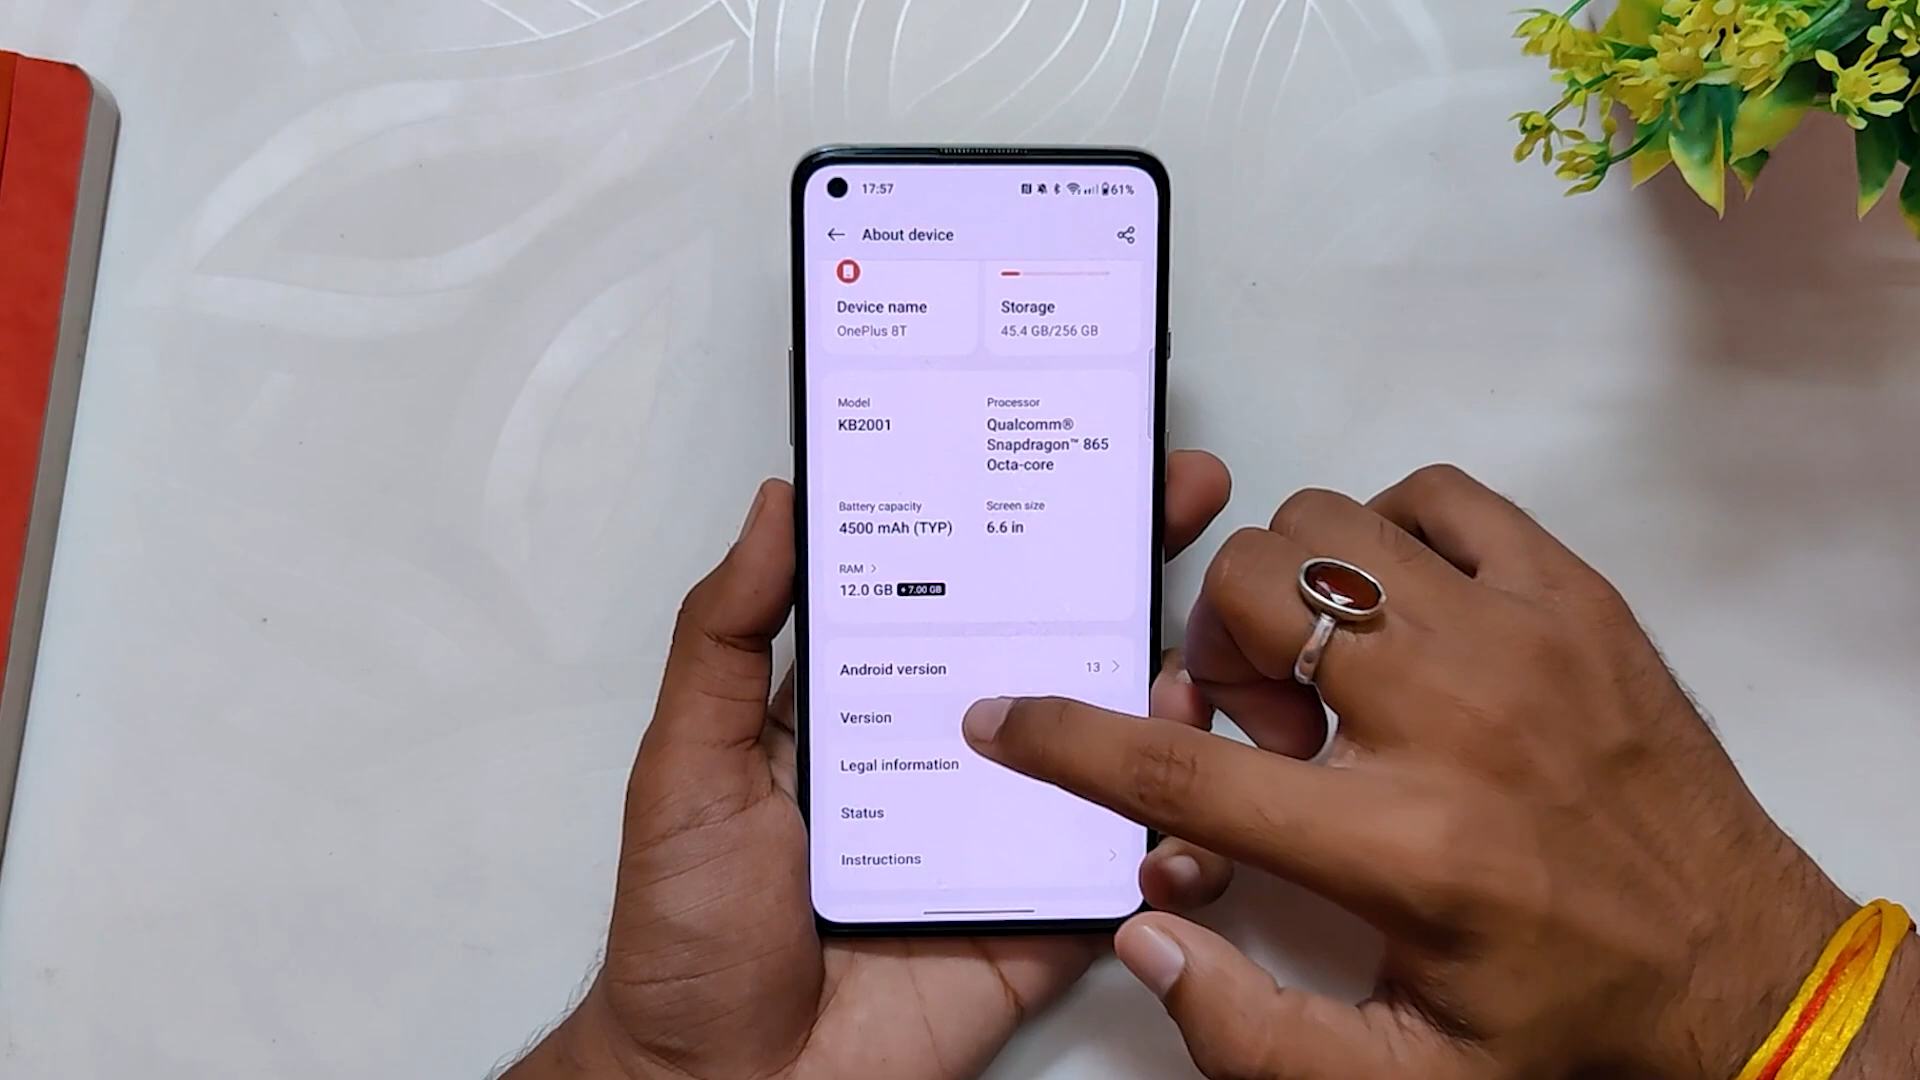 17:57
61%
About device
Device name
OnePlus 8T
Storage
45.4 GB/256 GB
Model
KB2001
Processor
Qualcomm®
Snapdragon™ 865
Octa-core
Battery capacity
4500 mAh (TYP)
Screen size
6.6 in
RAM >
12.0 GB +7.00 GB
Android version
13 >
Version
Legal information
Status
Instructions